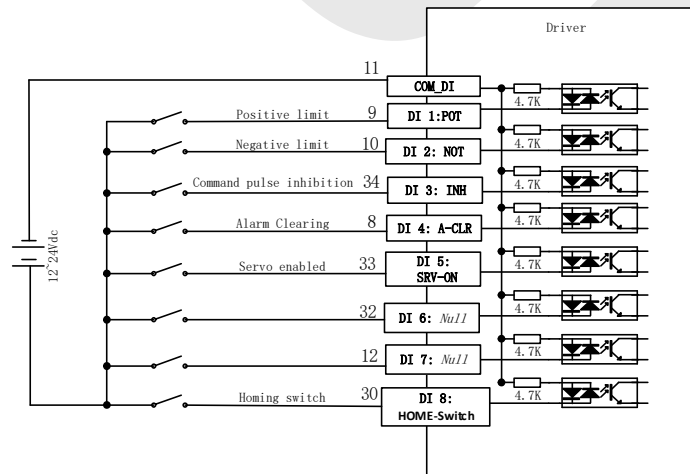 Driver
11
COM_DI
4.7K
Positive limit 9 DI 1:POT
4.7K
Negative limit 10 DI 2: NOT
4.7K
Command pulse inhibition 34 DI 3: INH
4.7K
Alarm Clearing 8 DI 4: A-CLR
4.7K
12~24Vdc
Servo enabled 33 DI 5:
SRV-ON
4.7K
32 DI 6: Null
4.7K
12 DI 7: Null
4.7K
Homing switch 30 DI 8:
HOME-Switch